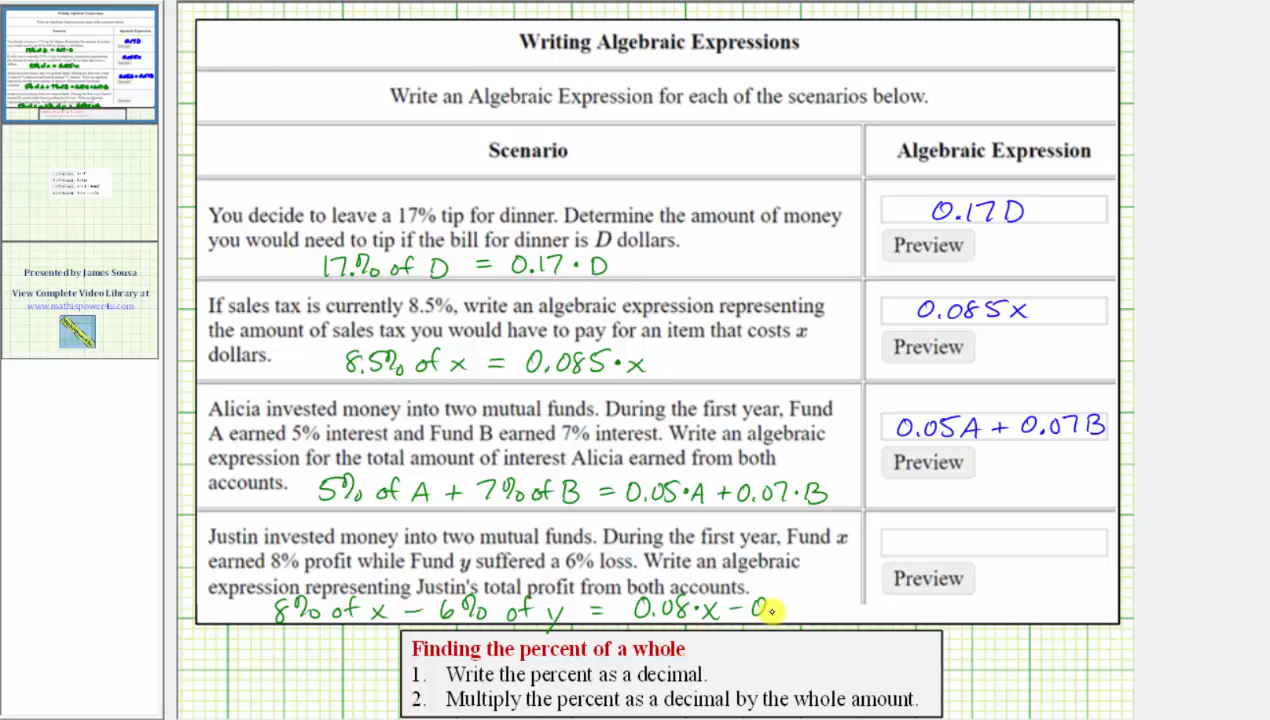 Writing Algebraic Expressions
Write an Algebraic Expression for each of the scenarios below.
Scenario
Algebraic Expression
You decide to leave a 17% tip for dinner. Determine the amount of money
you would need to tip if the bill for dinner is D dollars.
17% of D = 0.17 · D
0.17 D
Preview
If sales tax is currently 8.5%, write an algebraic expression representing
the amount of sales tax you would have to pay for an item that costs x
dollars.
8.5% of x = 0.085 · x
0.085x
Preview
Alicia invested money into two mutual funds. During the first year, Fund
A earned 5% interest and Fund B earned 7% interest. Write an algebraic
expression for the total amount of interest Alicia earned from both
accounts.
5% of A + 7% of B = 0.05 · A + 0.07 · B
0.05A + 0.07B
Preview
Justin invested money into two mutual funds. During the first year, Fund x
earned 8% profit while Fund y suffered a 6% loss. Write an algebraic
expression representing Justin's total profit from both accounts.
8% of x − 6% of y = 0.08 · x − 0.
Preview
Finding the percent of a whole
1. Write the percent as a decimal.
2. Multiply the percent as a decimal by the whole amount.
Presented by James Sousa
View Complete Video Library at
www.mathispower4u.com